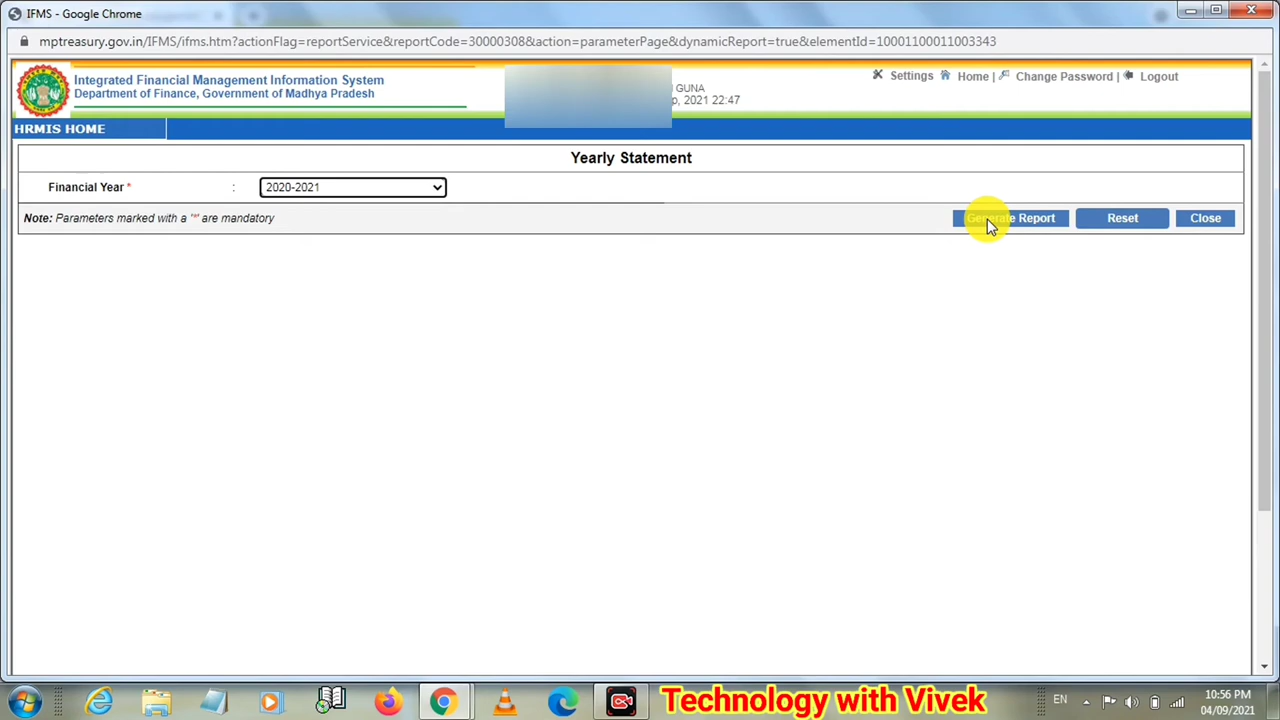 IFMS - Google Chrome
mptreasury.gov.in/IFMS/ifms.htm?actionFlag=reportService&reportCode=30000308&action=parameterPage&dynamicReport=true&elementId=10001100011003343
Integrated Financial Management Information System
Department of Finance, Government of Madhya Pradesh
GUNA
p, 2021 22:47
Settings Home | Change Password | Logout
HRMIS HOME
Yearly Statement
Financial Year * : 2020-2021
Note: Parameters marked with a '*' are mandatory
Generate Report Reset Close
Technology with Vivek
EN
10:56 PM
04/09/2021